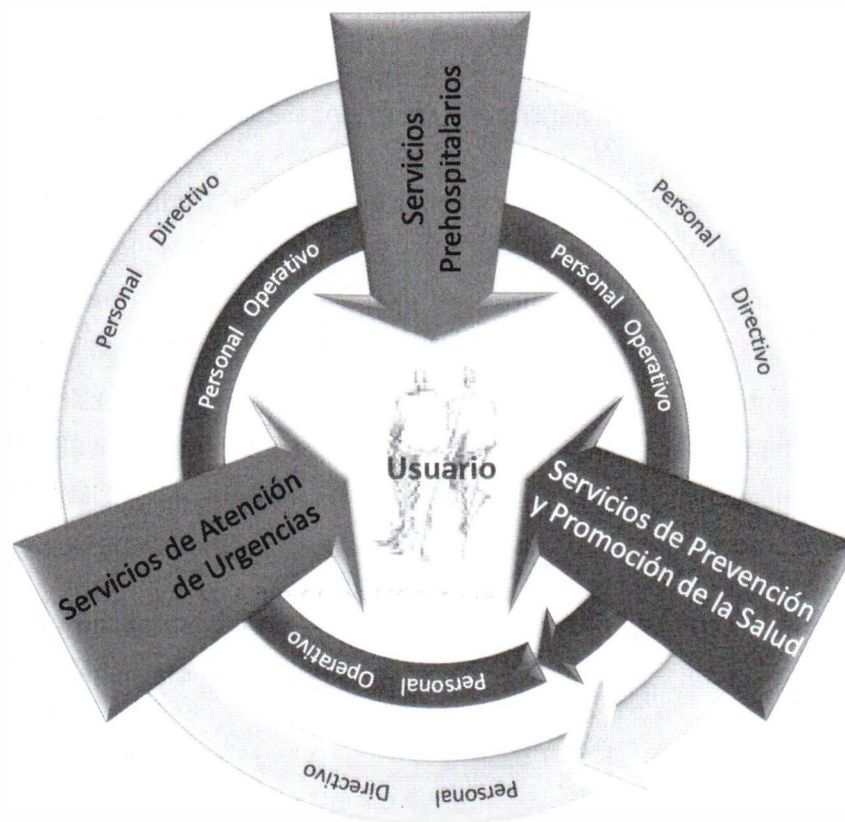 Servicios
Prehospitalarios
Personal Directivo
Personal Directivo
Personal Operativo
Personal Operativo
Usuario
Servicios de Atención
de Urgencias
Servicios de Prevención
y Promoción de la Salud
Personal Operativo
Personal Directivo